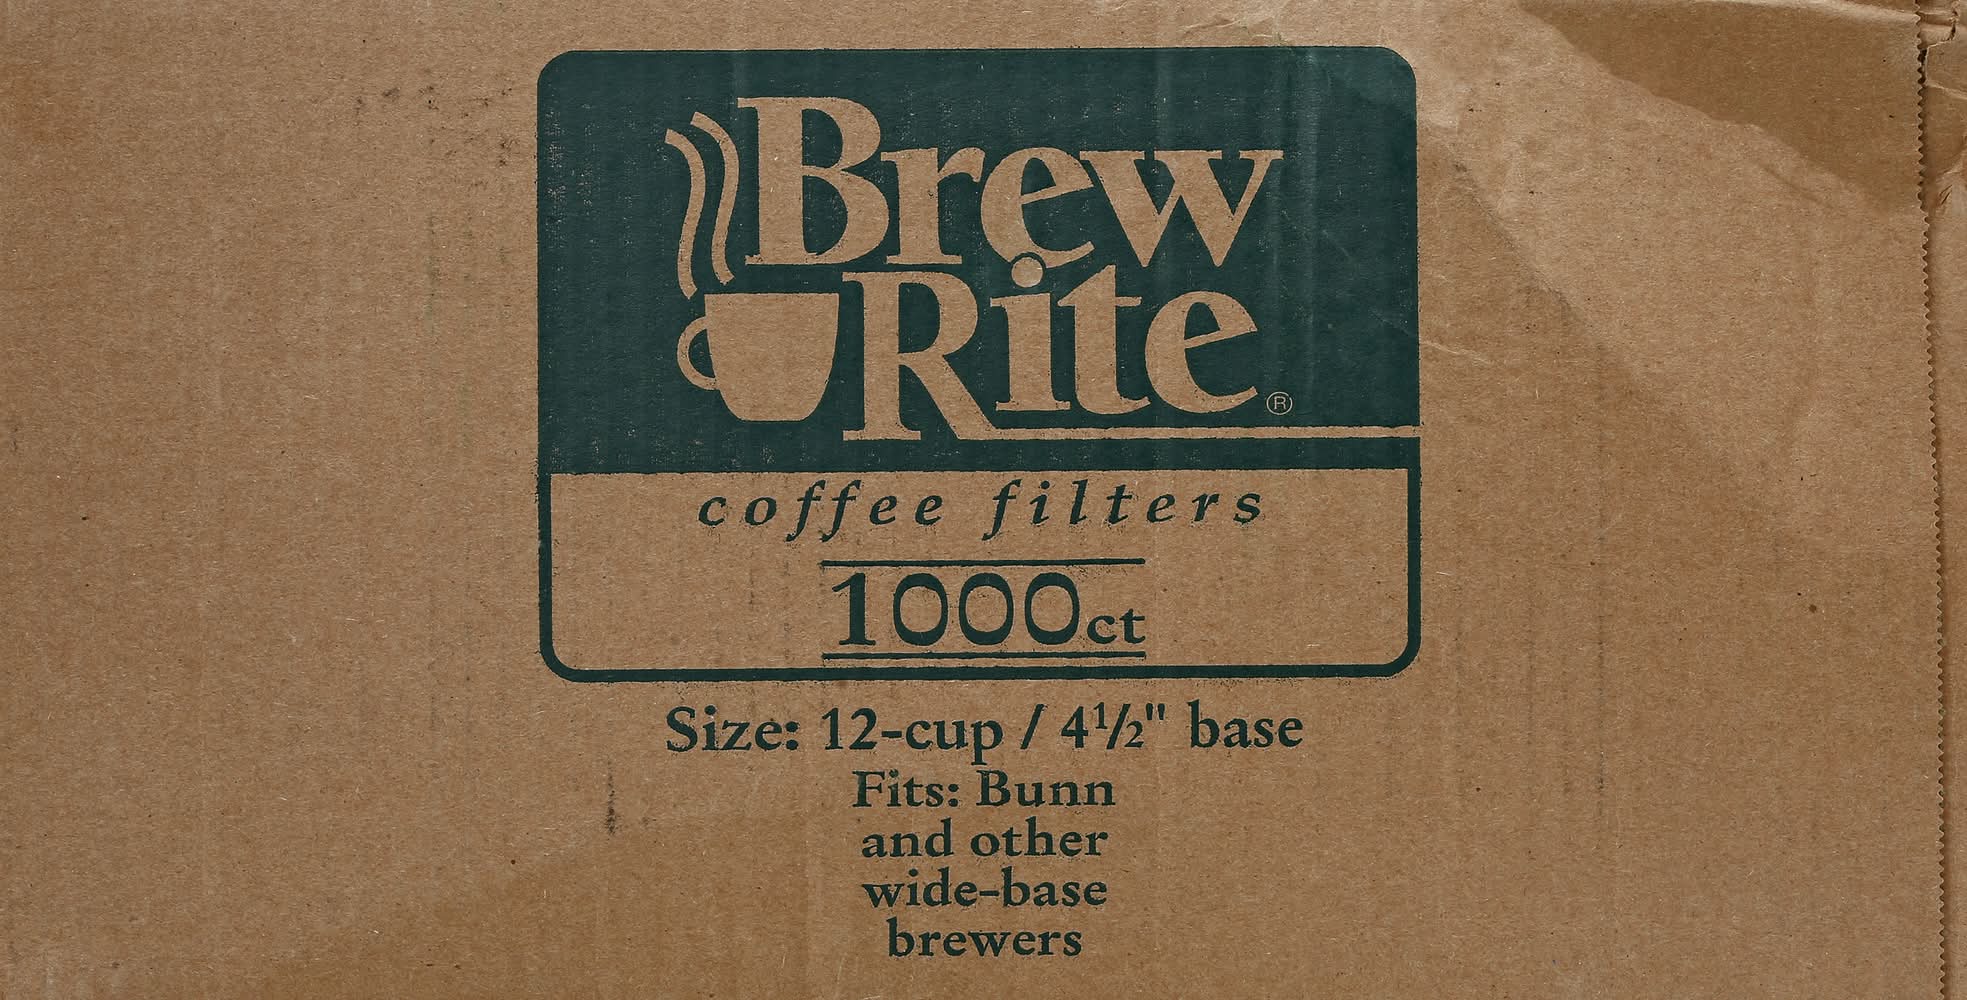 Brew
Rite®
coffee filters
1000ct
Size: 12-cup / 4½" base
Fits: Bunn
and other
wide-base
brewers